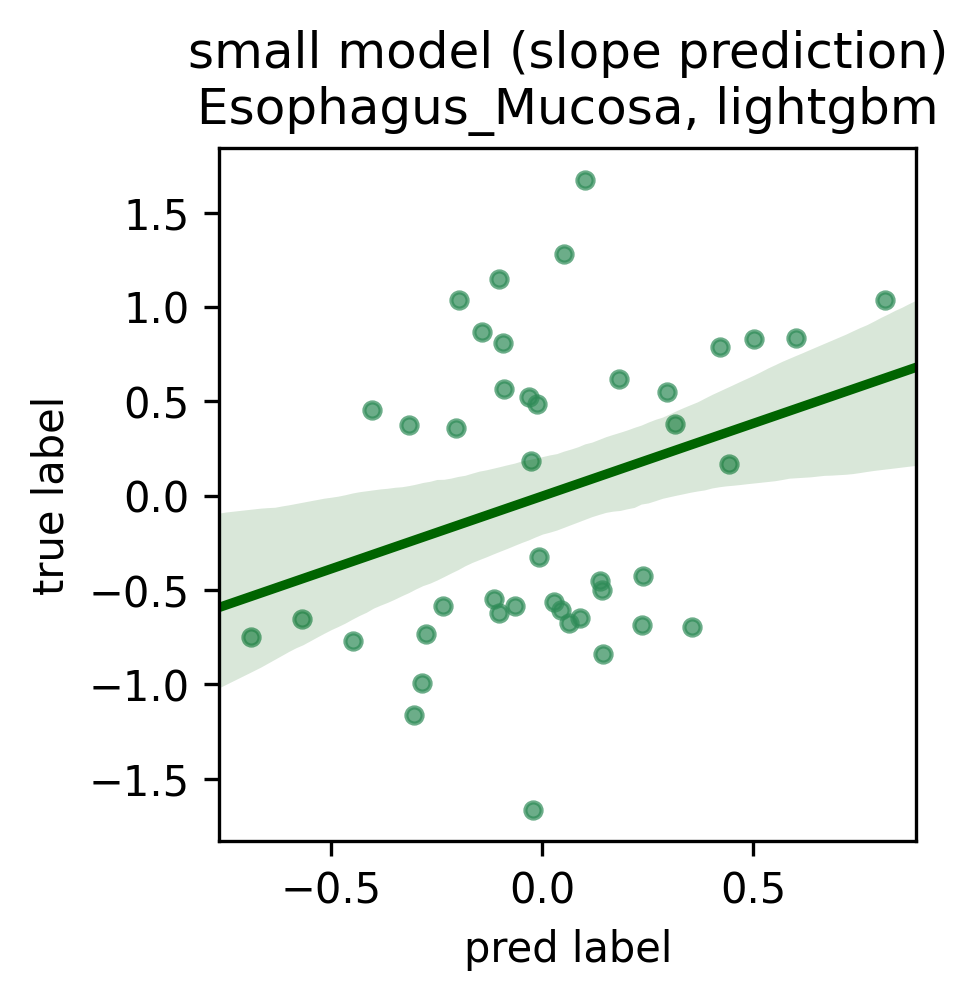 small model (slope prediction)
Esophagus_Mucosa, lightgbm
1.5
1.0
0.5
0.0
−0.5
−1.0
−1.5
true label
−0.5 0.0 0.5
pred label